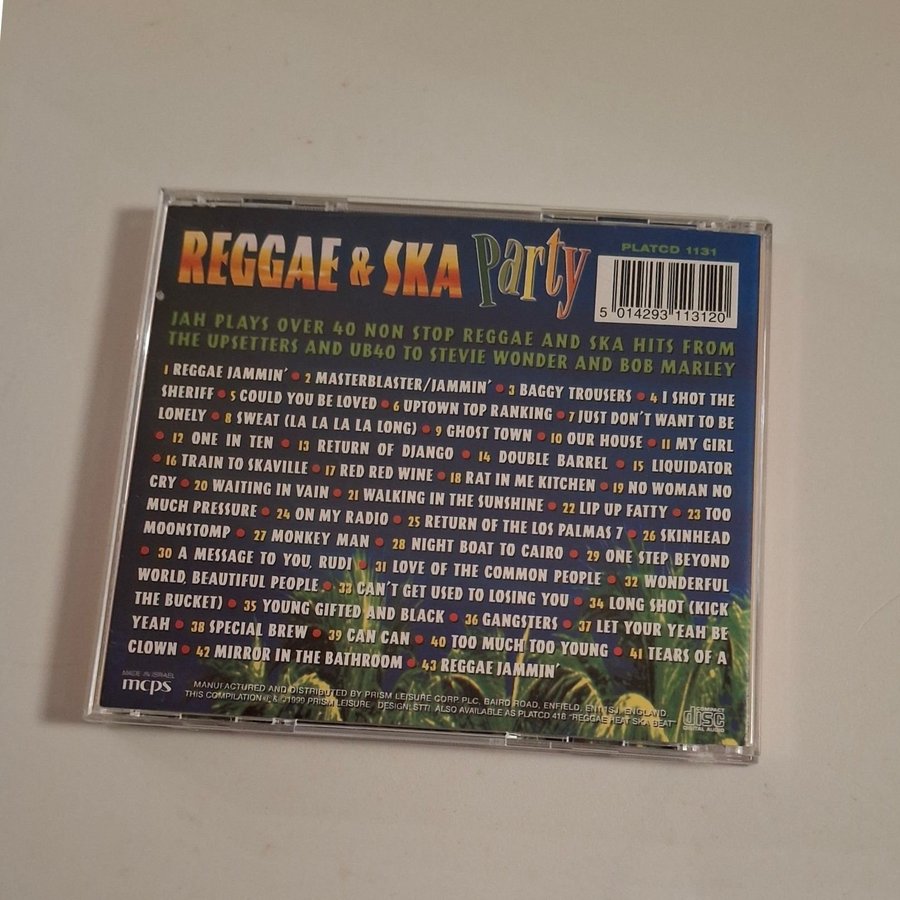 REGGAE & SKA Party
PLATCD 1131
5 014293 113120
JAH PLAYS OVER 40 NON STOP REGGAE AND SKA HITS FROM
THE UPSETTERS AND UB40 TO STEVIE WONDER AND BOB MARLEY
1 REGGAE JAMMIN' • 2 MASTERBLASTER/JAMMIN' • 3 BAGGY TROUSERS • 4 I SHOT THE
SHERIFF • 5 COULD YOU BE LOVED • 6 UPTOWN TOP RANKING • 7 JUST DON'T WANT TO BE
LONELY • 8 SWEAT (LA LA LA LA LONG) • 9 GHOST TOWN • 10 OUR HOUSE • 11 MY GIRL
• 12 ONE IN TEN • 13 RETURN OF DJANGO • 14 DOUBLE BARREL • 15 LIQUIDATOR
• 16 TRAIN TO SKAVILLE • 17 RED RED WINE • 18 RAT IN ME KITCHEN • 19 NO WOMAN NO
CRY • 20 WAITING IN VAIN • 21 WALKING IN THE SUNSHINE • 22 LIP UP FATTY • 23 TOO
MUCH PRESSURE • 24 ON MY RADIO • 25 RETURN OF THE LOS PALMAS 7 • 26 SKINHEAD
MOONSTOMP • 27 MONKEY MAN • 28 NIGHT BOAT TO CAIRO • 29 ONE STEP BEYOND
• 30 A MESSAGE TO YOU, RUDI • 31 LOVE OF THE COMMON PEOPLE • 32 WONDERFUL
WORLD, BEAUTIFUL PEOPLE • 33 CAN'T GET USED TO LOSING YOU • 34 LONG SHOT (KICK
THE BUCKET) • 35 YOUNG GIFTED AND BLACK • 36 GANGSTERS • 37 LET YOUR YEAH BE
YEAH • 38 SPECIAL BREW • 39 CAN CAN • 40 TOO MUCH TOO YOUNG • 41 TEARS OF A
CLOWN • 42 MIRROR IN THE BATHROOM • 43 REGGAE JAMMIN'
MADE IN ISRAEL
mcps
MANUFACTURED AND DISTRIBUTED BY PRISM LEISURE CORP PLC, BAIRD ROAD, ENFIELD, EN1 1SJ, ENGLAND
THIS COMPILATION ℗ & © 1999 PRISM LEISURE DESIGN: STTI ALSO AVAILABLE AS PLATCD 418 "REGGAE HEAT SKA BEAT"
COMPACT
disc
DIGITAL AUDIO